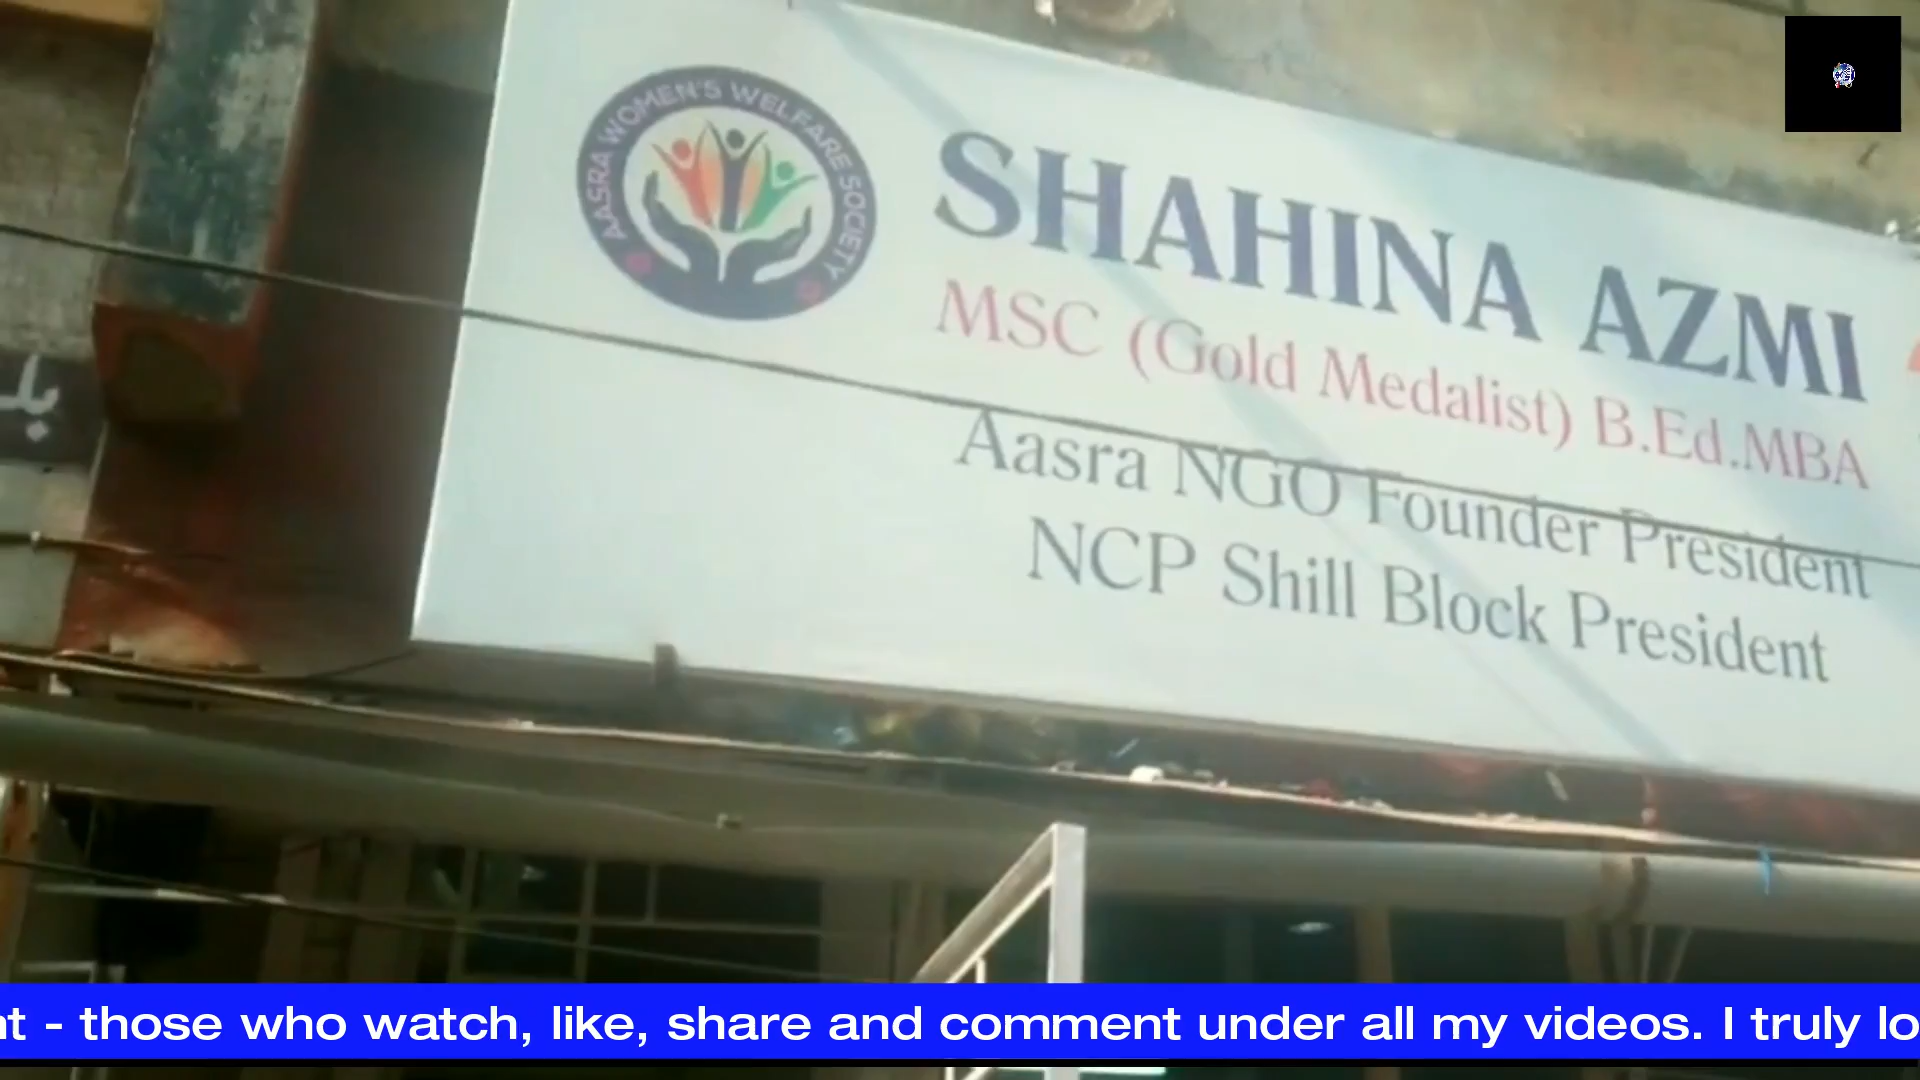 AASRA WOMEN'S WELFARE SOCIETY
SHAHINA AZMI
MSC (Gold Medalist) B.Ed.MBA
Aasra NGO Founder President
NCP Shill Block President
- those who watch, like, share and comment under all my videos. I truly